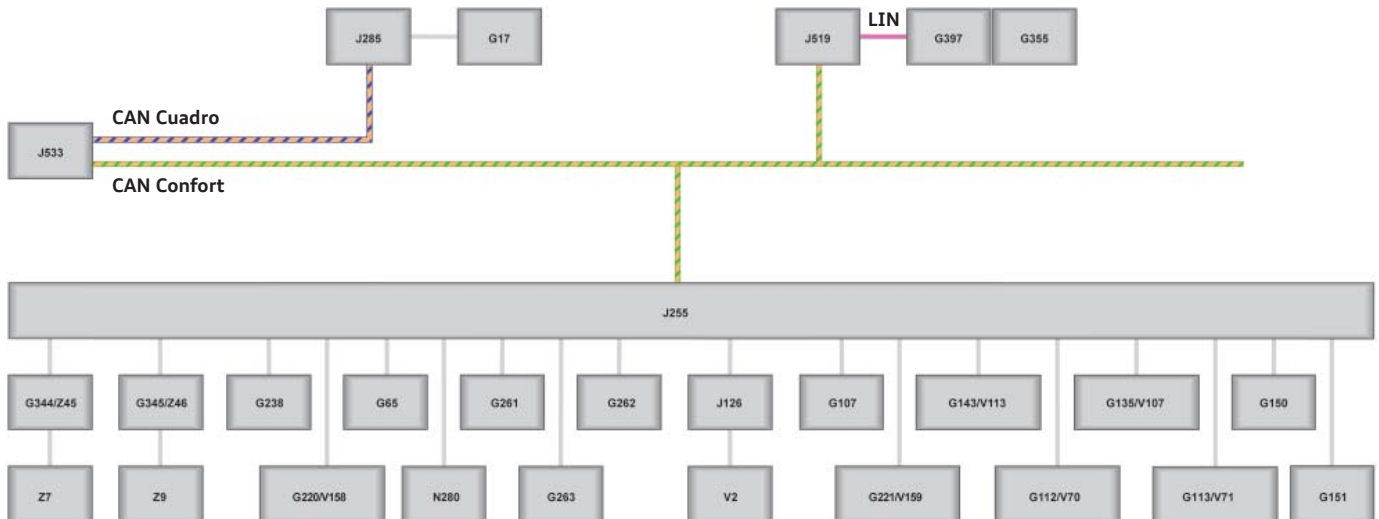 LIN
J285
G17
J519
G397
G355
CAN Cuadro
J533
CAN Confort
J255
G344/Z45
G345/Z46
G238
G65
G261
G262
J126
G107
G143/V113
G135/V107
G150
Z7
Z9
G220/V158
N280
G263
V2
G221/V159
G112/V70
G113/V71
G151